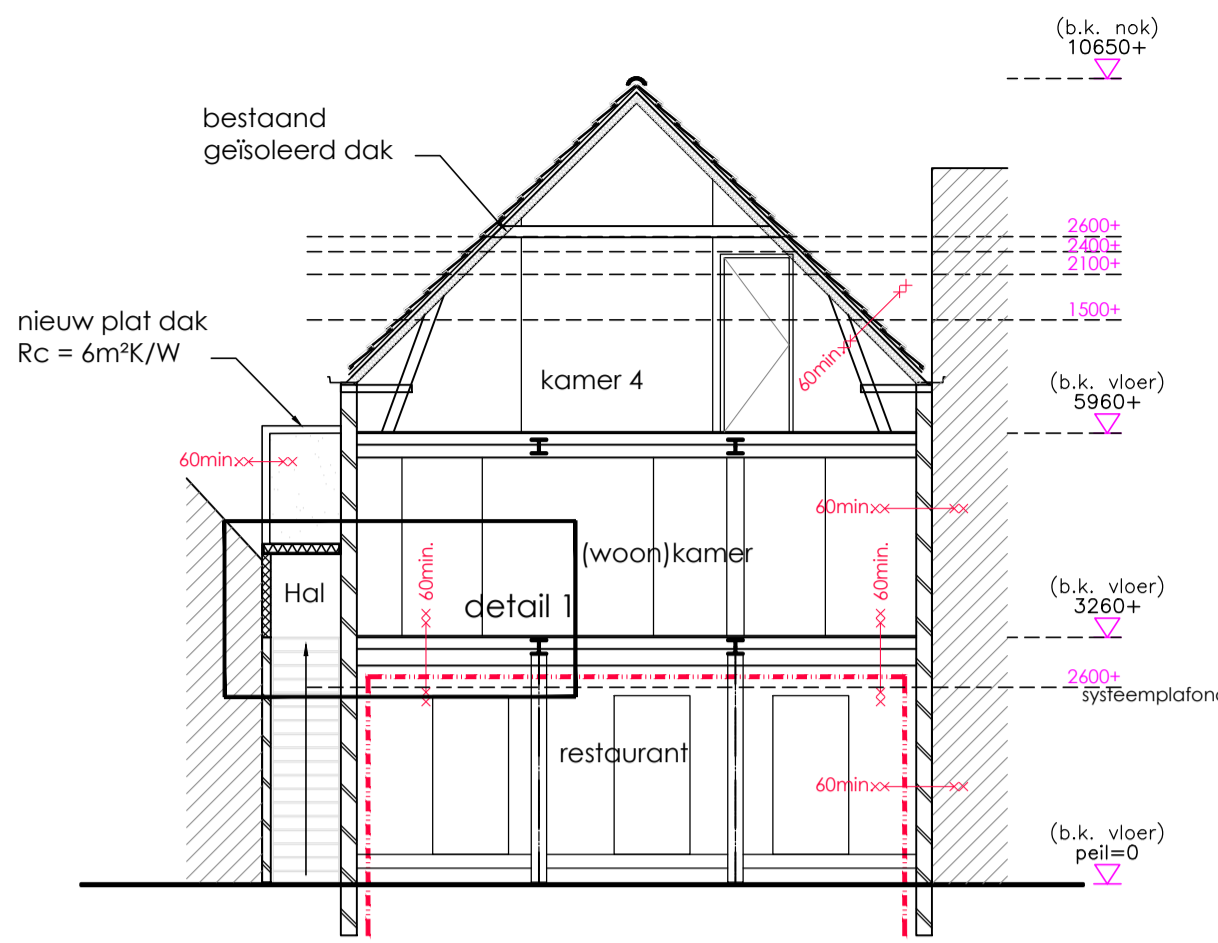 (b.k. nok)
10650+
bestaand
geïsoleerd dak
2600+
2400+
2100+
1500+
nieuw plat dak
Rc = 6m²K/W
60min.
kamer 4
(b.k. vloer)
5960+
60min.
60min.
60min.
60min.
(woon)kamer
Hal
detail 1
(b.k. vloer)
3260+
2600+
systeemplafond
restaurant
60min.
(b.k. vloer)
peil=0